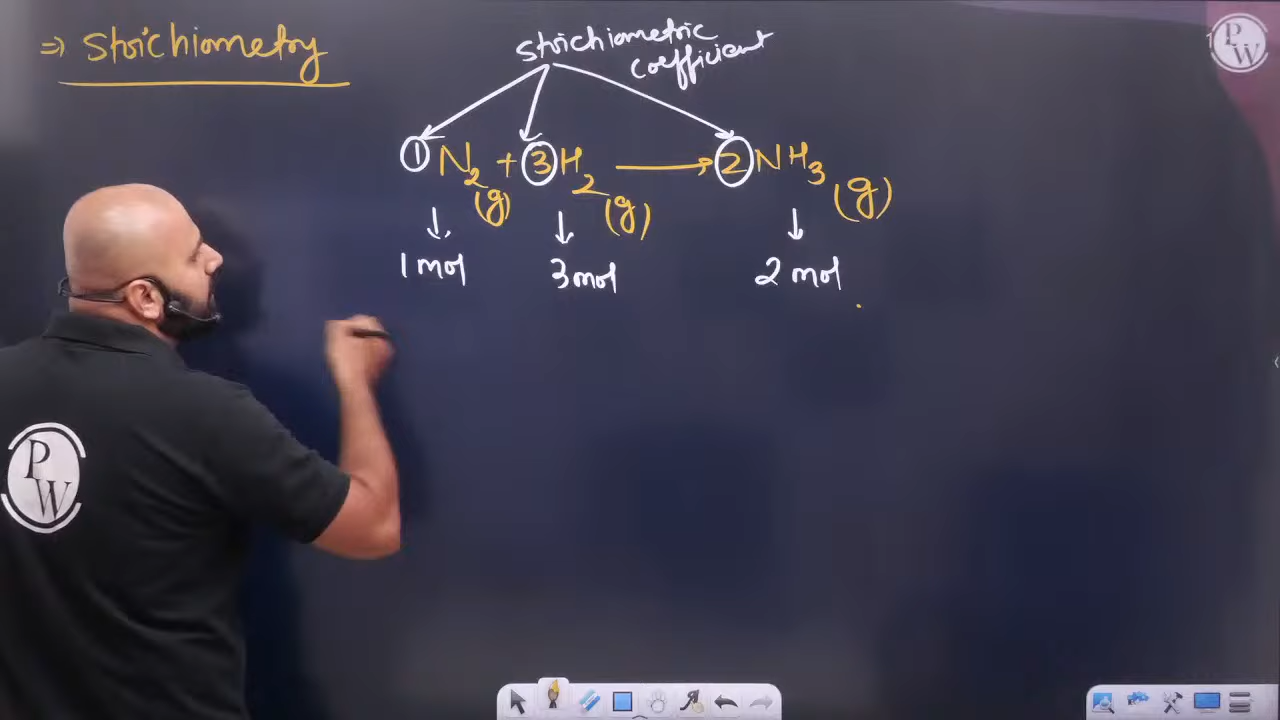 ⇒ Stoichiometry
Stoichiometric
coefficient
1 N2(g) + 3 H2(g) → 2 NH3(g)
↓ ↓ ↓
1 mol 3 mol 2 mol
P
W
P
W